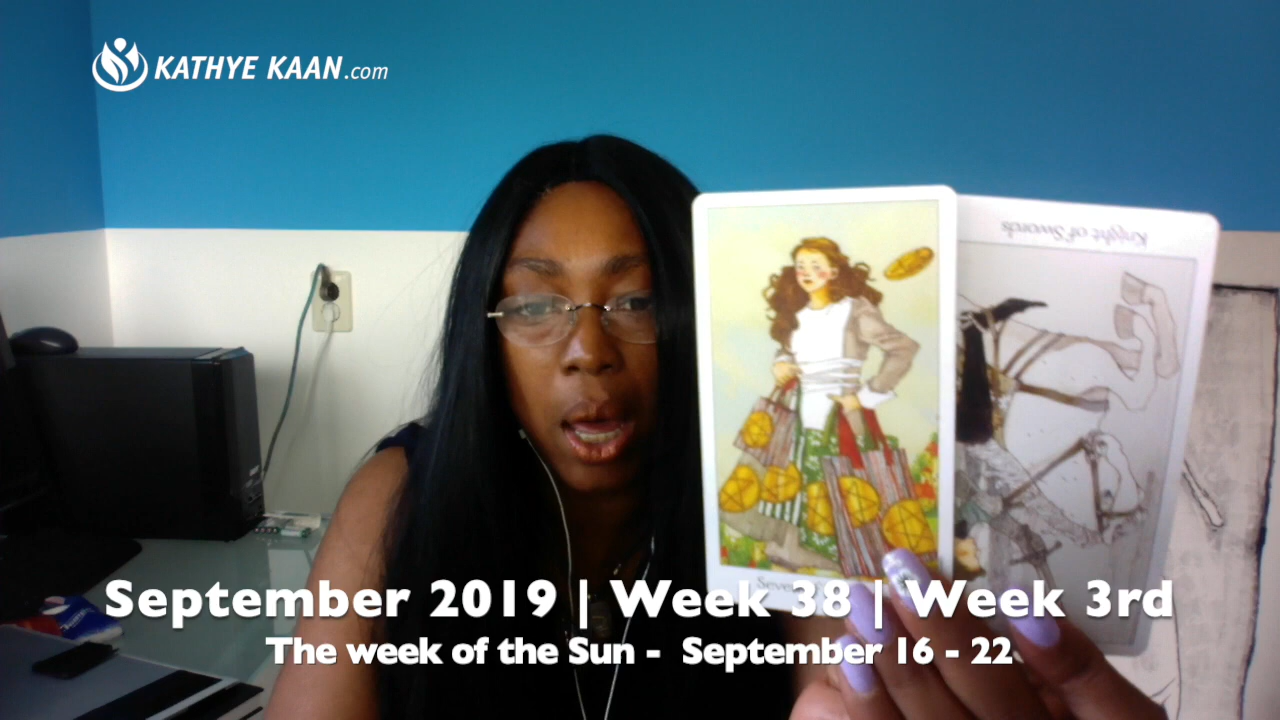 KATHYE KAAN.com
Knight of Swords
September 2019 | Week 38 | Week 3rd
The week of the Sun - September 16 - 22